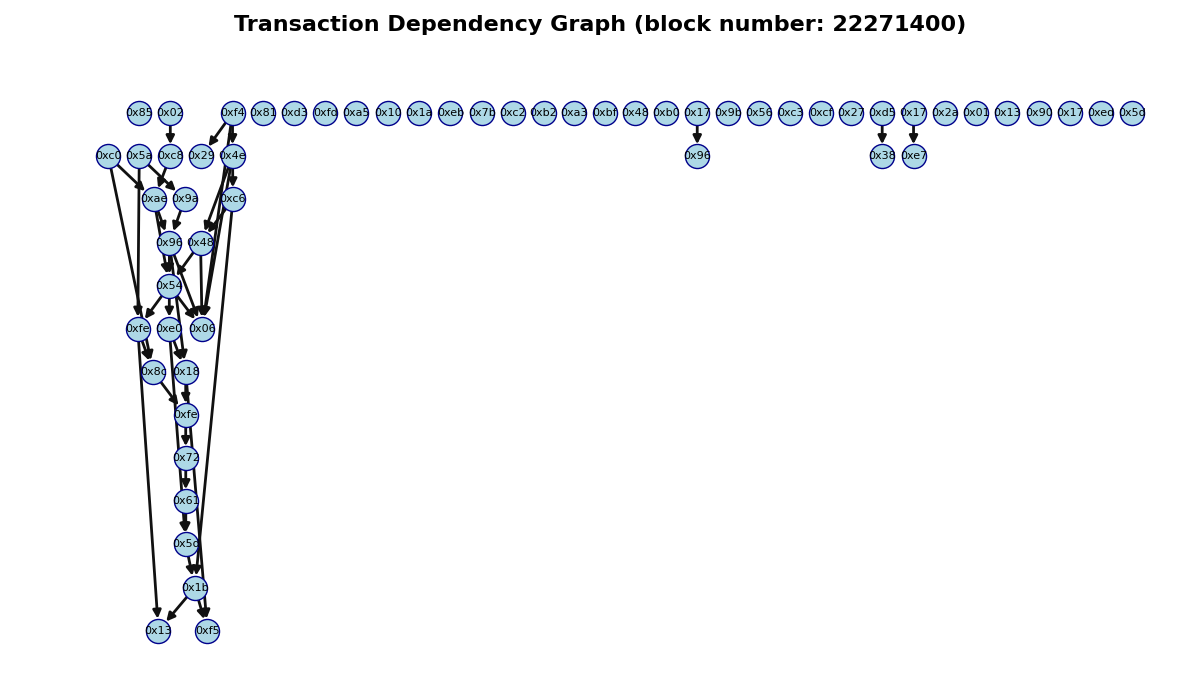 Transaction Dependency Graph (block number: 22271400)
0x85 0x02 0xf4 0x81 0xd3 0xfd 0xa5 0x10 0x1a 0xeb 0x7b 0xc2 0xb2 0xa3 0xbf 0x48 0xb0 0x17 0x9b 0x56 0xc3 0xcf 0x27 0xd5 0x17 0x2a 0x01 0x13 0x90 0x17 0xed 0x5d
0xc0 0x5a 0xc8 0x29 0x4e 0x96 0x38 0xe7
0xae 0x9a 0xc6
0x96 0x48
0x54
0xfe 0xe0 0x06
0x8c 0x18
0xfe
0x72
0x61
0x5d
0x1b
0x13 0xf5